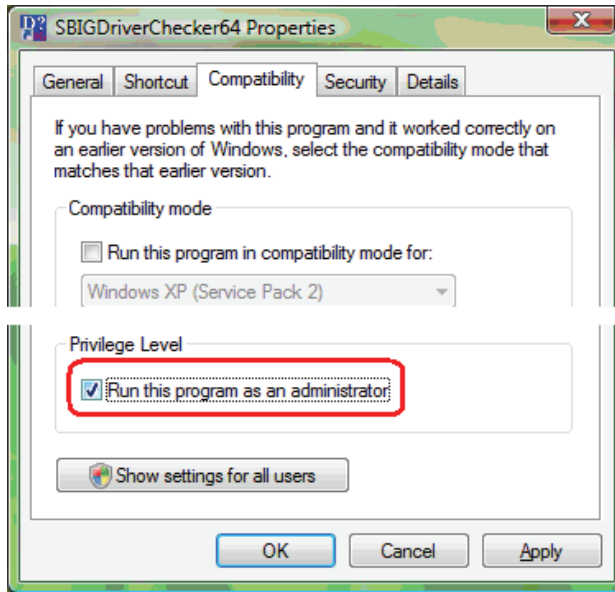 SBIGDriverChecker64 Properties
General Shortcut Compatibility Security Details
If you have problems with this program and it worked correctly on
an earlier version of Windows, select the compatibility mode that
matches that earlier version.
Compatibility mode
Run this program in compatibility mode for:
Windows XP (Service Pack 2)
Privilege Level
Run this program as an administrator
Show settings for all users
OK Cancel Apply